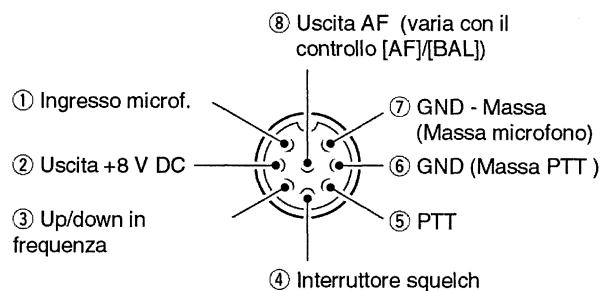 ⑧ Uscita AF (varia con il
controllo [AF]/[BAL])
① Ingresso microf.
⑦ GND - Massa
(Massa microfono)
② Uscita +8 V DC
⑥ GND (Massa PTT )
③ Up/down in
frequenza
⑤ PTT
④ Interruttore squelch